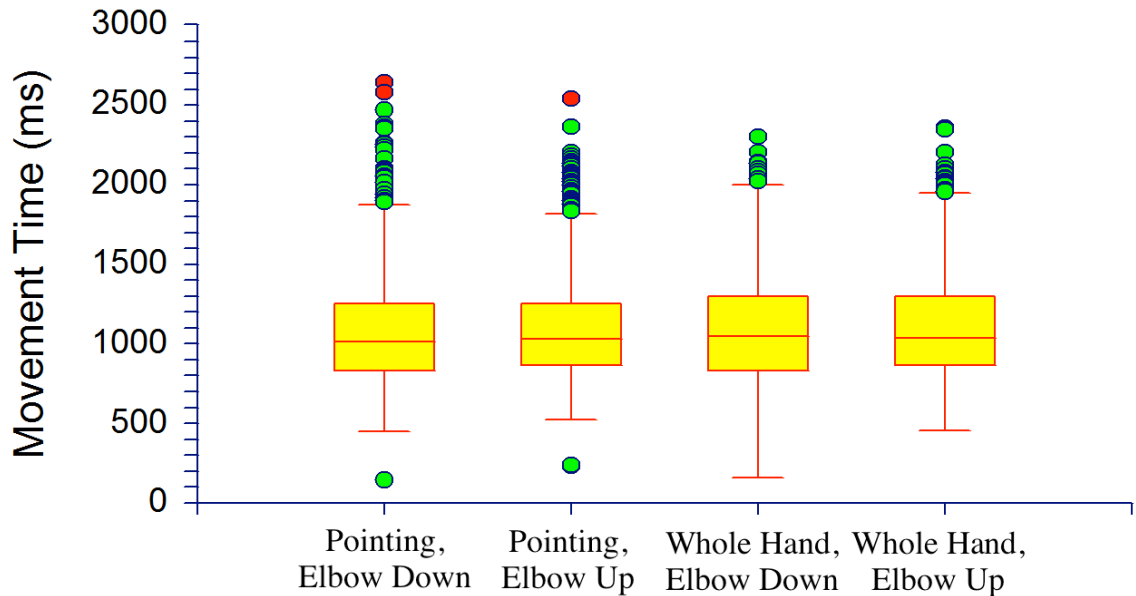 Movement Time (ms)
3000
2500
2000
1500
1000
500
0
Pointing,
Elbow Down
Pointing,
Elbow Up
Whole Hand,
Elbow Down
Whole Hand,
Elbow Up